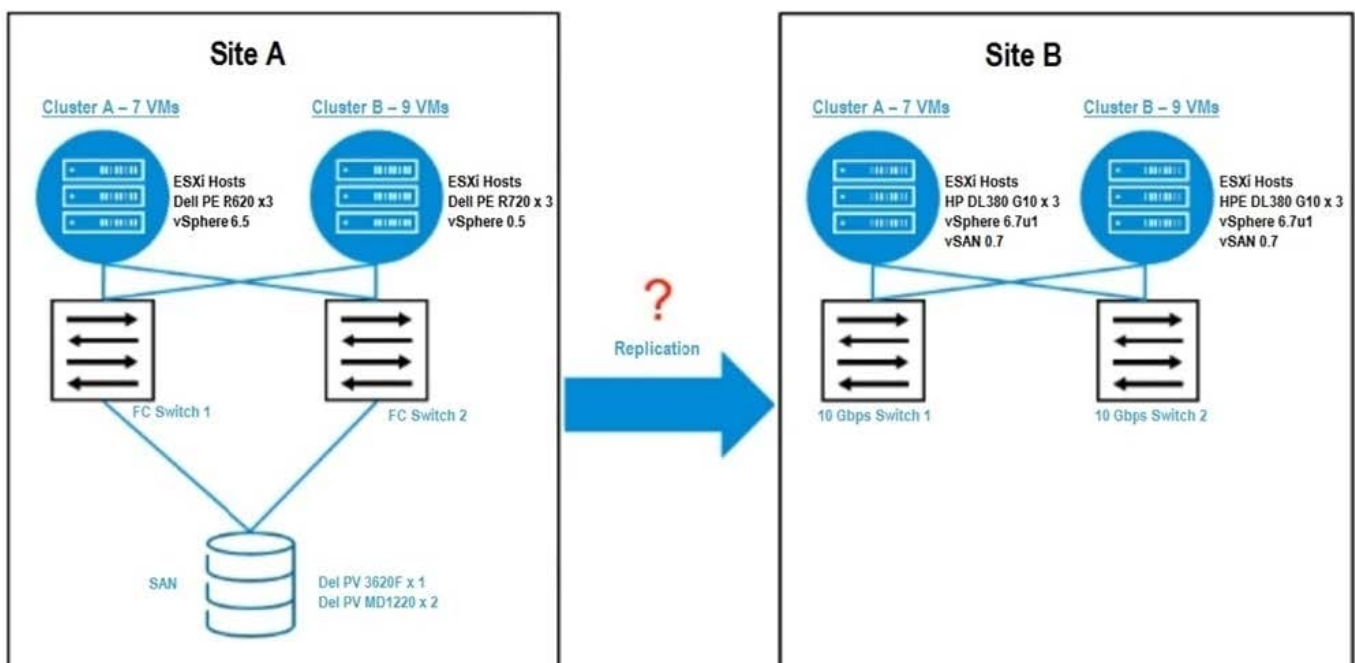 Site A
Cluster A – 7 VMs
ESXi Hosts
Dell PE R620 x3
vSphere 6.5
Cluster B – 9 VMs
ESXi Hosts
Dell PE R720 x 3
vSphere 0.5
FC Switch 1
FC Switch 2
SAN
Del PV 3620F x 1
Del PV MD1220 x 2
?
Replication
Site B
Cluster A – 7 VMs
ESXi Hosts
HP DL380 G10 x 3
vSphere 6.7u1
vSAN 0.7
Cluster B – 9 VMs
ESXi Hosts
HPE DL380 G10 x 3
vSphere 6.7u1
vSAN 0.7
10 Gbps Switch 1
10 Gbps Switch 2